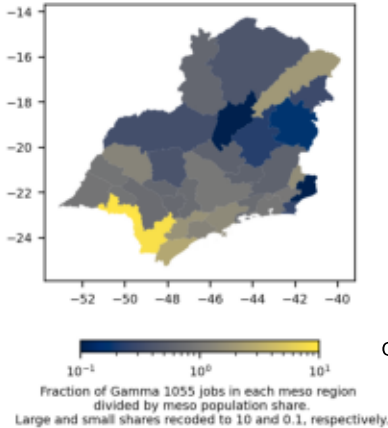 −14
−16
−18
−20
−22
−24
−52 −50 −48 −46 −44 −42 −40
10−1 100 101
Fraction of Gamma 1055 jobs in each meso region
divided by meso population share.
Large and small shares recoded to 10 and 0.1, respectively.